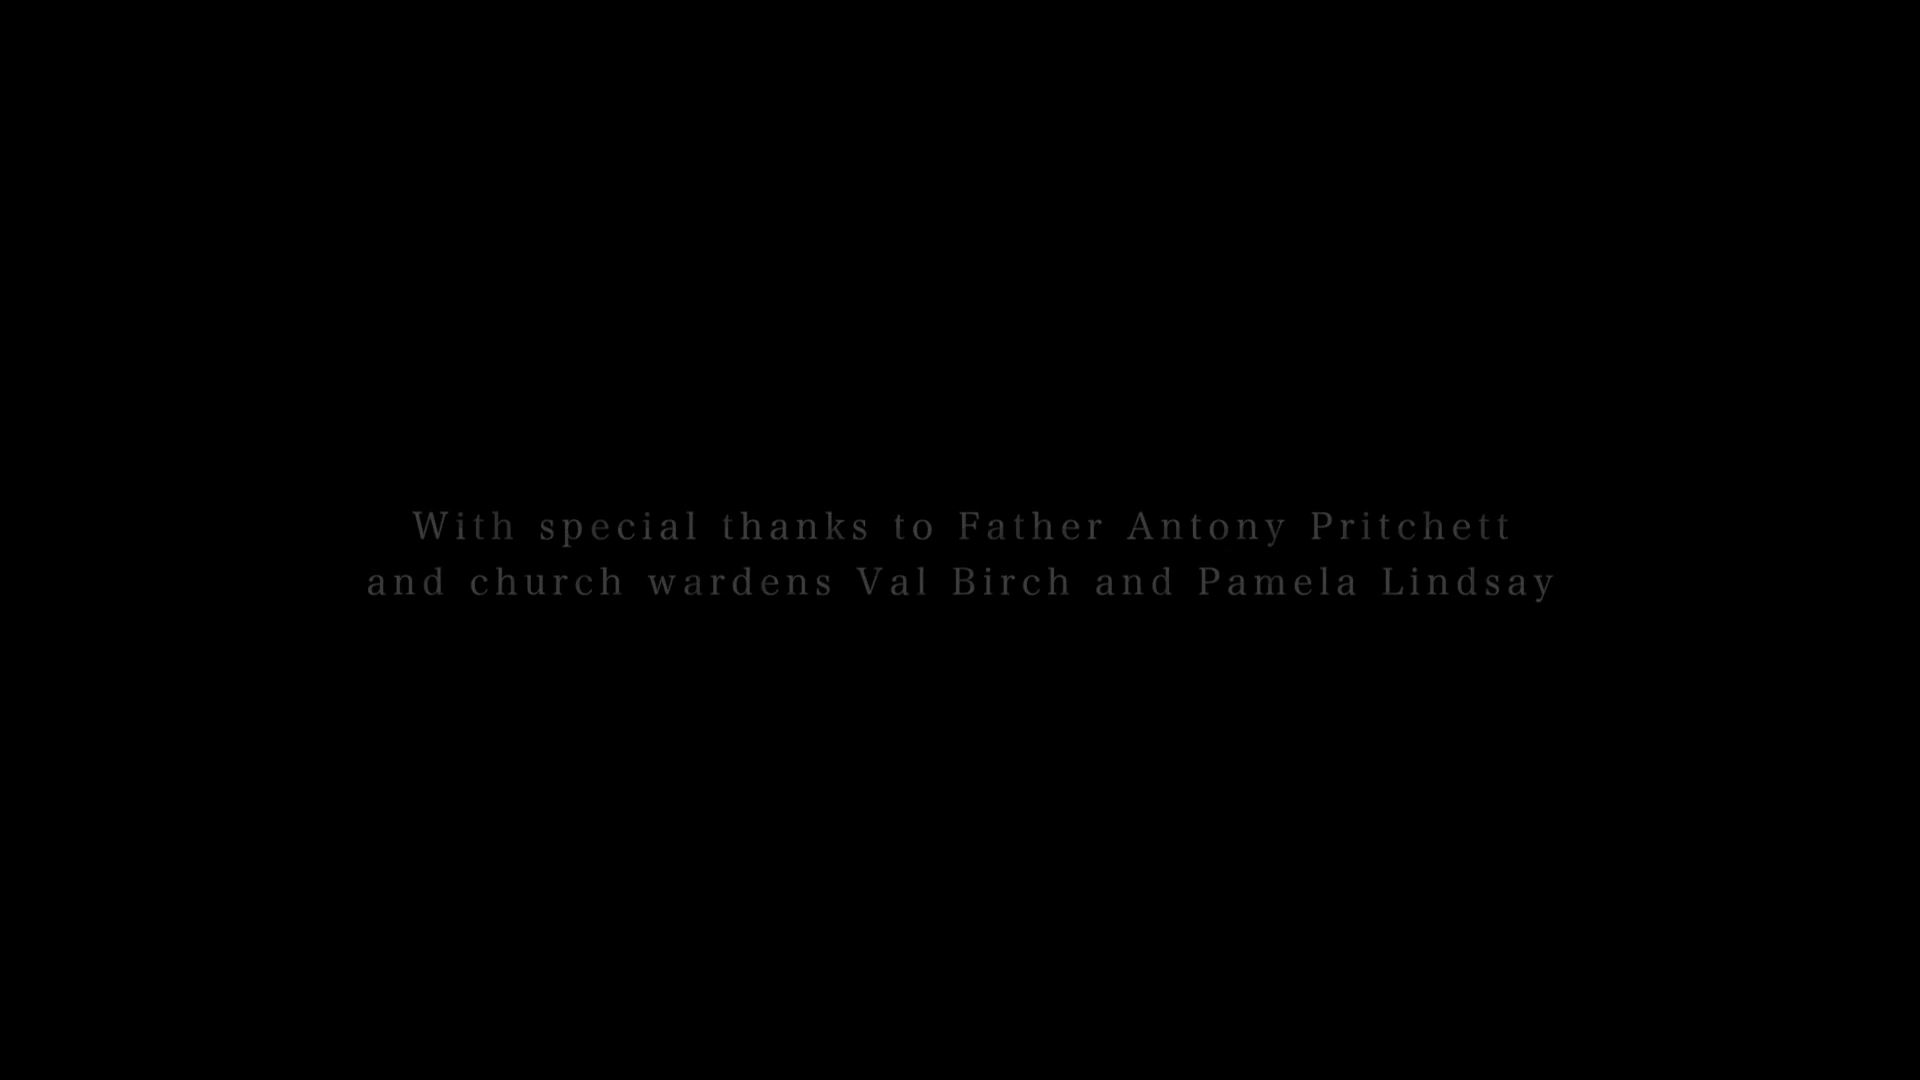 With special thanks to Father Antony Pritchett
and church wardens Val Birch and Pamela Lindsay